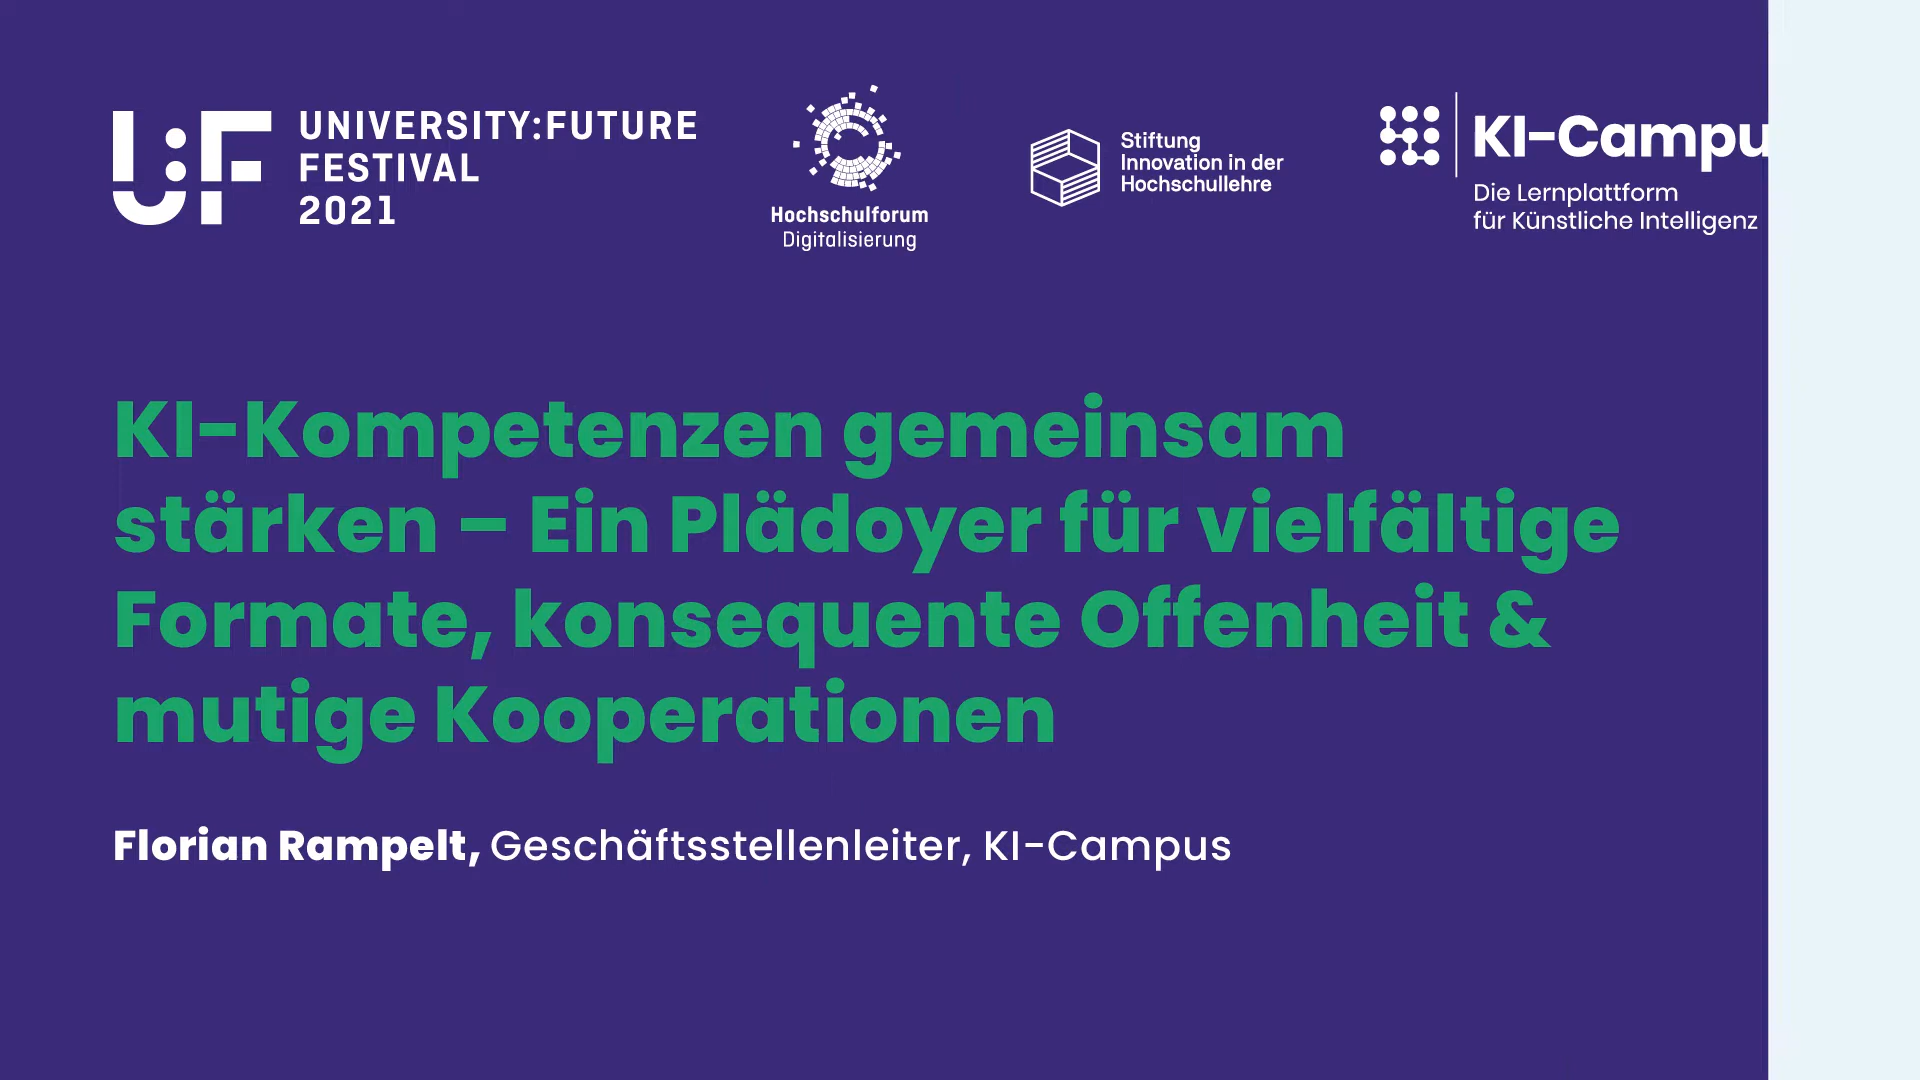 UNIVERSITY:FUTURE
FESTIVAL
2021
Hochschulforum
Digitalisierung
Stiftung
Innovation in der
Hochschullehre
KI-Campu
Die Lernplattform
für Künstliche Intelligenz
KI-Kompetenzen gemeinsam
stärken – Ein Plädoyer für vielfältige
Formate, konsequente Offenheit &
mutige Kooperationen
Florian Rampelt, Geschäftsstellenleiter, KI-Campus